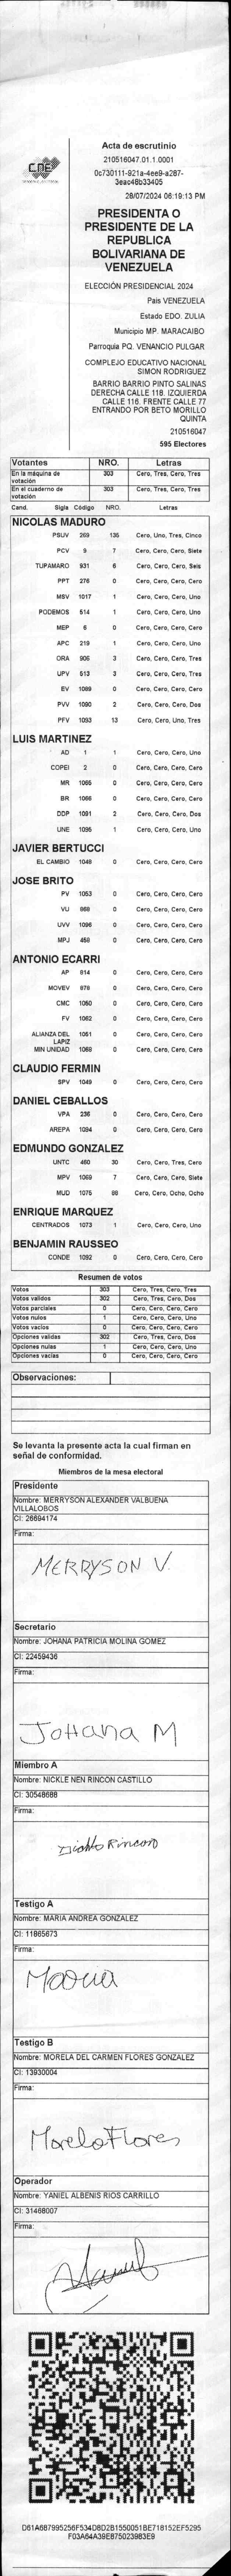 CNE
Acta de escrutinio
210516047.01.1.0001
0c730111-921a-4ee9-a287-
3eac48b33405
28/07/2024 06:19:13 PM
PRESIDENTA O
PRESIDENTE DE LA
REPUBLICA
BOLIVARIANA DE
VENEZUELA
ELECCIÓN PRESIDENCIAL 2024
Pais VENEZUELA
Estado EDO. ZULIA
Municipio MP. MARACAIBO
Parroquia PQ. VENANCIO PULGAR
COMPLEJO EDUCATIVO NACIONAL
SIMON RODRIGUEZ
BARRIO BARRIO PINTO SALINAS
DERECHA CALLE 118. IZQUIERDA
CALLE 116. FRENTE CALLE 77
ENTRANDO POR BETO MORILLO
QUINTA
210516047
595 Electores
Votantes NRO. Letras
En la máquina de votación 303 Cero, Tres, Cero, Tres
En el cuaderno de votación 303 Cero, Tres, Cero, Tres
Cand. Sigla Código NRO. Letras
NICOLAS MADURO
PSUV 269 135 Cero, Uno, Tres, Cinco
PCV 9 7 Cero, Cero, Cero, Siete
TUPAMARO 931 6 Cero, Cero, Cero, Seis
PPT 276 0 Cero, Cero, Cero, Cero
MSV 1017 1 Cero, Cero, Cero, Uno
PODEMOS 514 1 Cero, Cero, Cero, Uno
MEP 6 0 Cero, Cero, Cero, Cero
APC 219 1 Cero, Cero, Cero, Uno
ORA 906 3 Cero, Cero, Cero, Tres
UPV 513 3 Cero, Cero, Cero, Tres
EV 1089 0 Cero, Cero, Cero, Cero
PVV 1090 2 Cero, Cero, Cero, Dos
PFV 1093 13 Cero, Cero, Uno, Tres
LUIS MARTINEZ
AD 1 1 Cero, Cero, Cero, Uno
COPEI 2 0 Cero, Cero, Cero, Cero
MR 1065 0 Cero, Cero, Cero, Cero
BR 1066 0 Cero, Cero, Cero, Cero
DDP 1091 2 Cero, Cero, Cero, Dos
UNE 1095 1 Cero, Cero, Cero, Uno
JAVIER BERTUCCI
EL CAMBIO 1048 0 Cero, Cero, Cero, Cero
JOSE BRITO
PV 1053 0 Cero, Cero, Cero, Cero
VU 869 0 Cero, Cero, Cero, Cero
UVV 1096 0 Cero, Cero, Cero, Cero
MPJ 458 0 Cero, Cero, Cero, Cero
ANTONIO ECARRI
AP 814 0 Cero, Cero, Cero, Cero
MOVEV 978 0 Cero, Cero, Cero, Cero
CMC 1060 0 Cero, Cero, Cero, Cero
FV 1062 0 Cero, Cero, Cero, Cero
ALIANZA DEL LAPIZ 1051 0 Cero, Cero, Cero, Cero
MIN UNIDAD 1068 0 Cero, Cero, Cero, Cero
CLAUDIO FERMIN
SPV 1049 0 Cero, Cero, Cero, Cero
DANIEL CEBALLOS
VPA 236 0 Cero, Cero, Cero, Cero
AREPA 1094 0 Cero, Cero, Cero, Cero
EDMUNDO GONZALEZ
UNTC 460 30 Cero, Cero, Tres, Cero
MPV 1069 7 Cero, Cero, Cero, Siete
MUD 1075 88 Cero, Cero, Ocho, Ocho
ENRIQUE MARQUEZ
CENTRADOS 1073 1 Cero, Cero, Cero, Uno
BENJAMIN RAUSSEO
CONDE 1092 0 Cero, Cero, Cero, Cero
Resumen de votos
Votos 303 Cero, Tres, Cero, Tres
Votos validos 302 Cero, Tres, Cero, Dos
Votos parciales 0 Cero, Cero, Cero, Cero
Votos nulos 1 Cero, Cero, Cero, Uno
Votos vacíos 0 Cero, Cero, Cero, Cero
Opciones validas 302 Cero, Tres, Cero, Dos
Opciones nulas 1 Cero, Cero, Cero, Uno
Opciones vacías 0 Cero, Cero, Cero, Cero
Observaciones:
Se levanta la presente acta la cual firman en
señal de conformidad.
Miembros de la mesa electoral
Presidente
Nombre: MERRYSON ALEXANDER VALBUENA
VILLALOBOS
CI: 26694174
Firma:
MERRYSON V.
Secretario
Nombre: JOHANA PATRICIA MOLINA GOMEZ
CI: 22459436
Firma:
Johana M
Miembro A
Nombre: NICKLE NEN RINCON CASTILLO
CI: 30548688
Firma:
Rincon
Testigo A
Nombre: MARIA ANDREA GONZALEZ
CI: 11865673
Firma:
Maria
Testigo B
Nombre: MORELA DEL CARMEN FLORES GONZALEZ
CI: 13930004
Firma:
Morela Flores
Operador
Nombre: YANIEL ALBENIS RIOS CARRILLO
CI: 31468007
Firma:
D61A687995256F534D8D2B1550051BE718152EF5295
F03A64A39E875023983E9